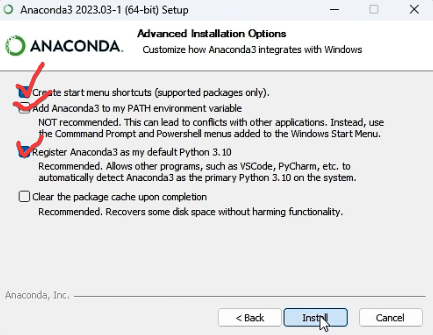 Anaconda3 2023.03-1 (64-bit) Setup
ANACONDA.
Advanced Installation Options
Customize how Anaconda3 integrates with Windows
Create start menu shortcuts (supported packages only).
Add Anaconda3 to my PATH environment variable
NOT recommended. This can lead to conflicts with other applications. Instead, use
the Commmand Prompt and Powershell menus added to the Windows Start Menu.
Register Anaconda3 as my default Python 3.10
Recommended. Allows other programs, such as VSCode, PyCharm, etc. to
automatically detect Anaconda3 as the primary Python 3.10 on the system.
Clear the package cache upon completion
Recommended. Recovers some disk space without harming functionality.
Anaconda, Inc.
< Back
Install
Cancel